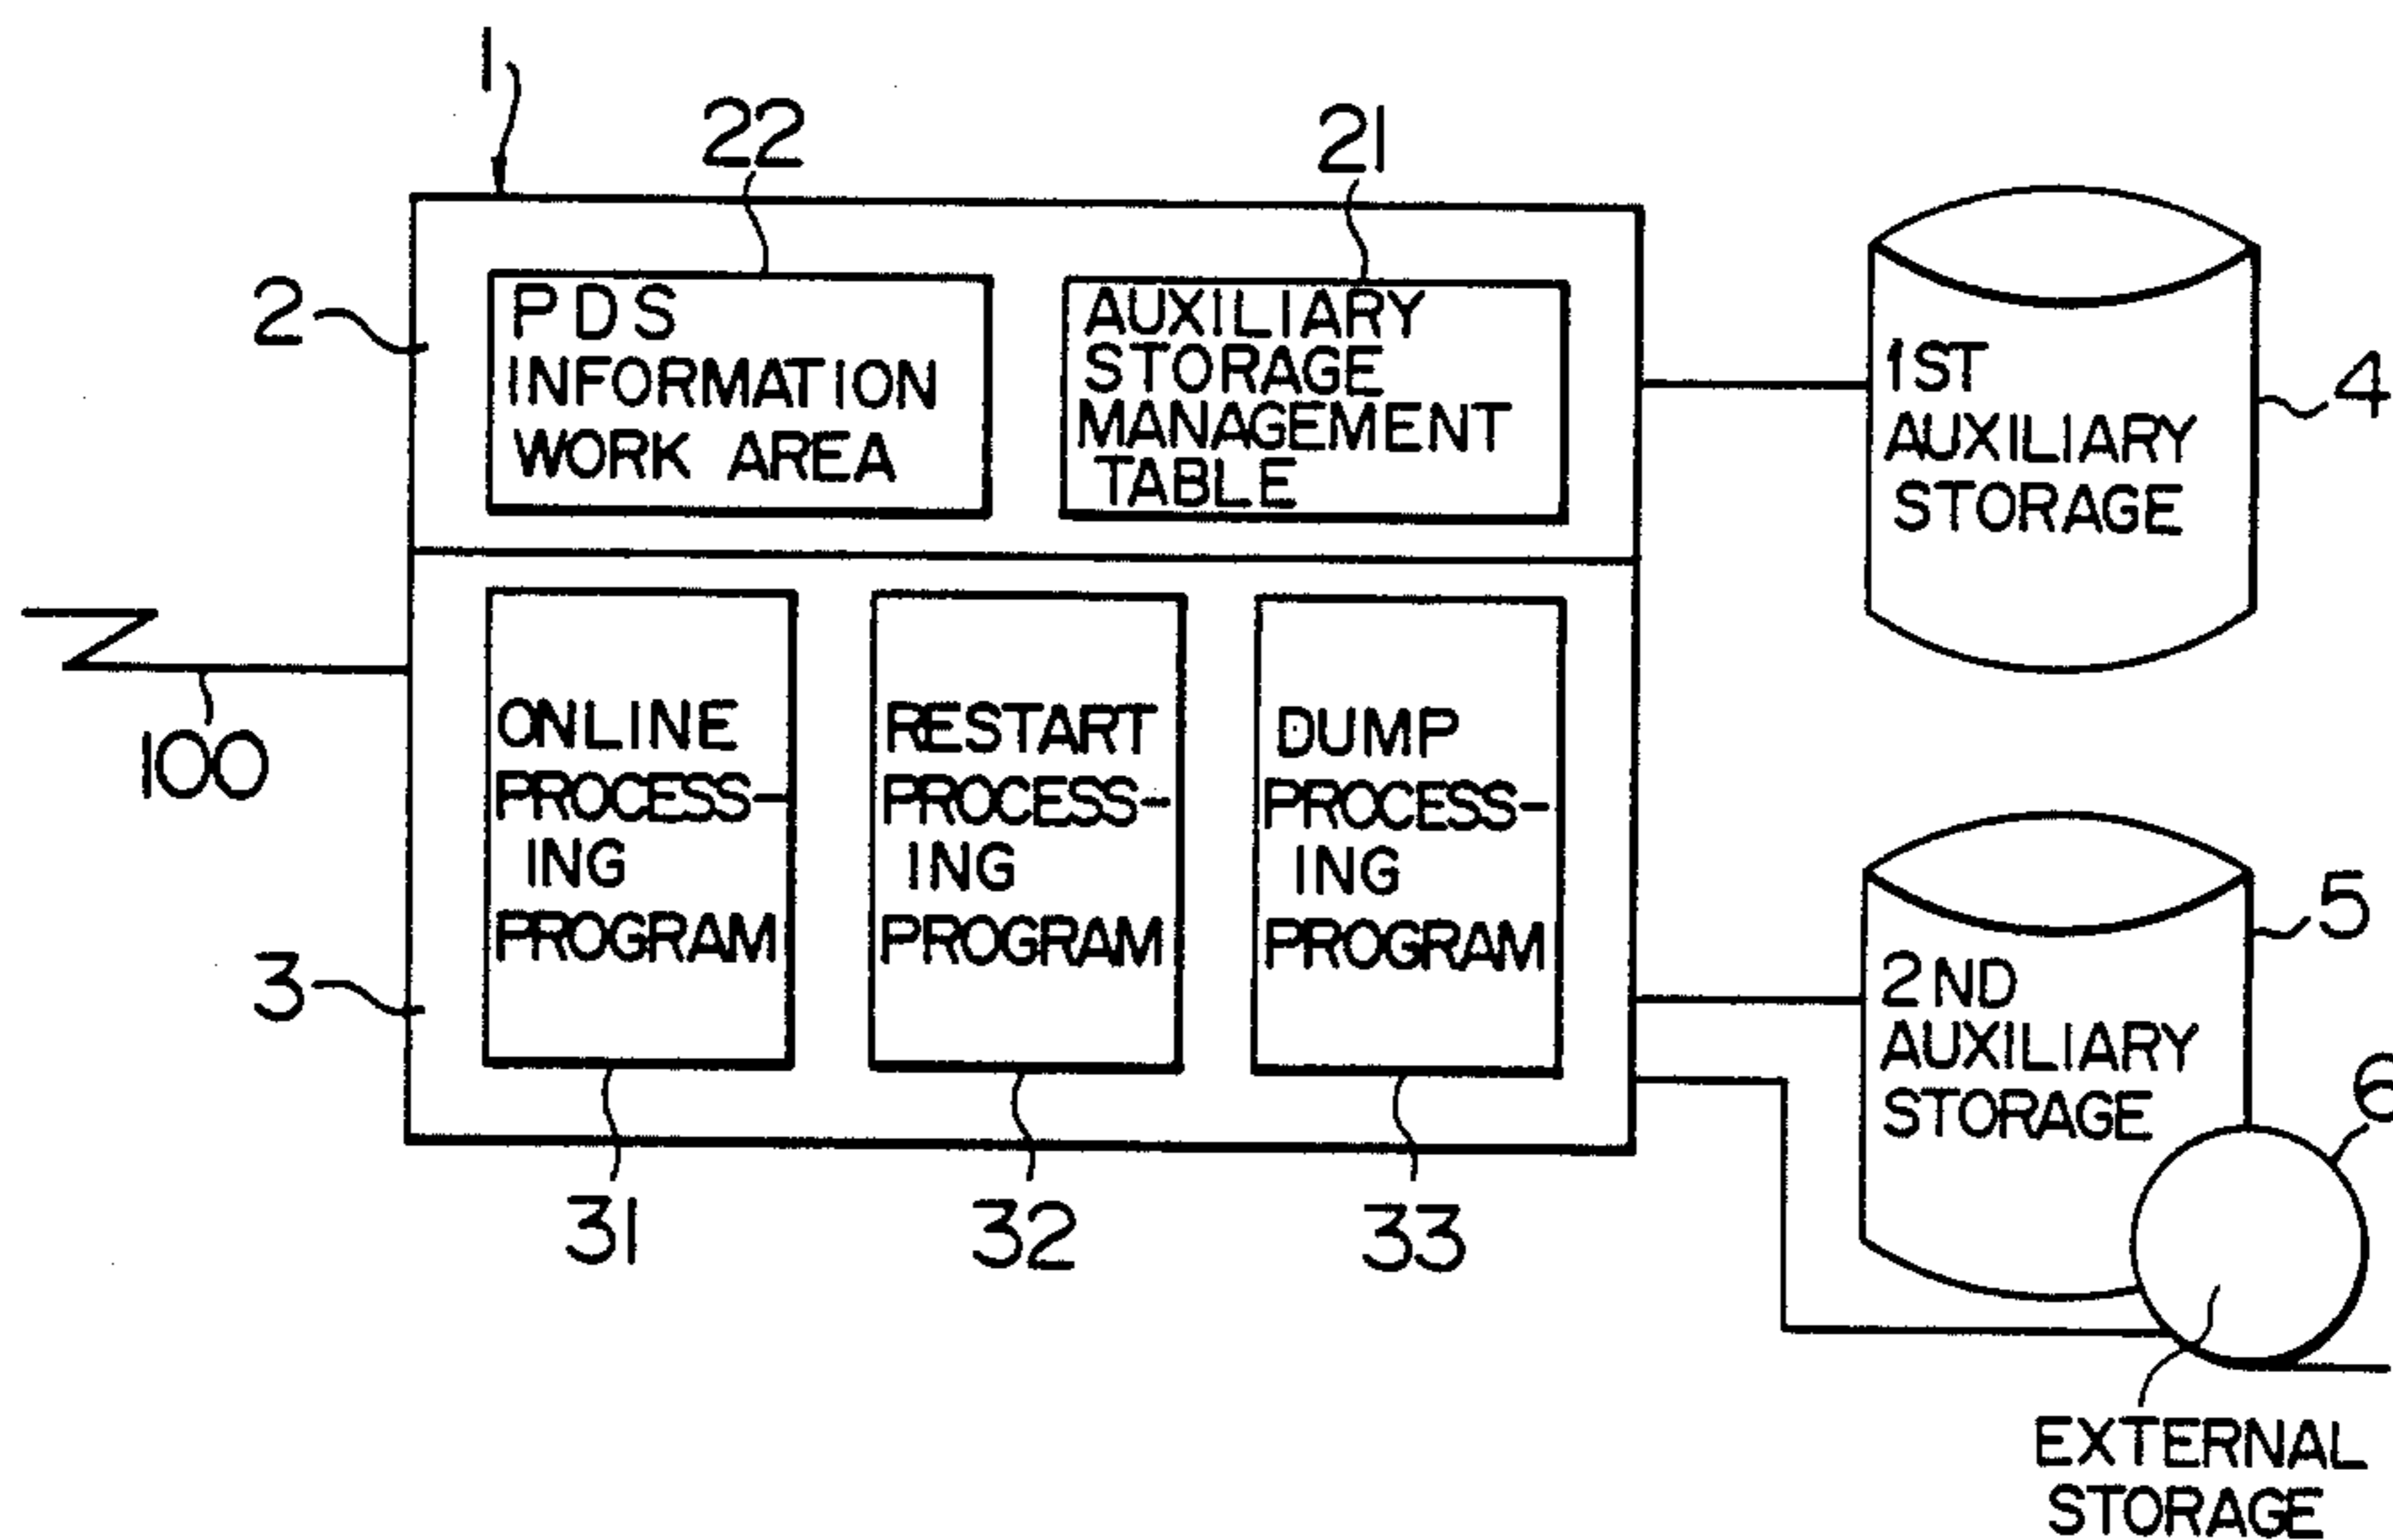 1
22
21
2
PDS
INFORMATION
WORK AREA
AUXILIARY
STORAGE
MANAGEMENT
TABLE
1ST
AUXILIARY
STORAGE
4
100
ONLINE
PROCESS-
ING
PROGRAM
RESTART
PROCESS-
ING
PROGRAM
DUMP
PROCESS-
ING
PROGRAM
3
2ND
AUXILIARY
STORAGE
5
6
31
32
33
EXTERNAL
STORAGE